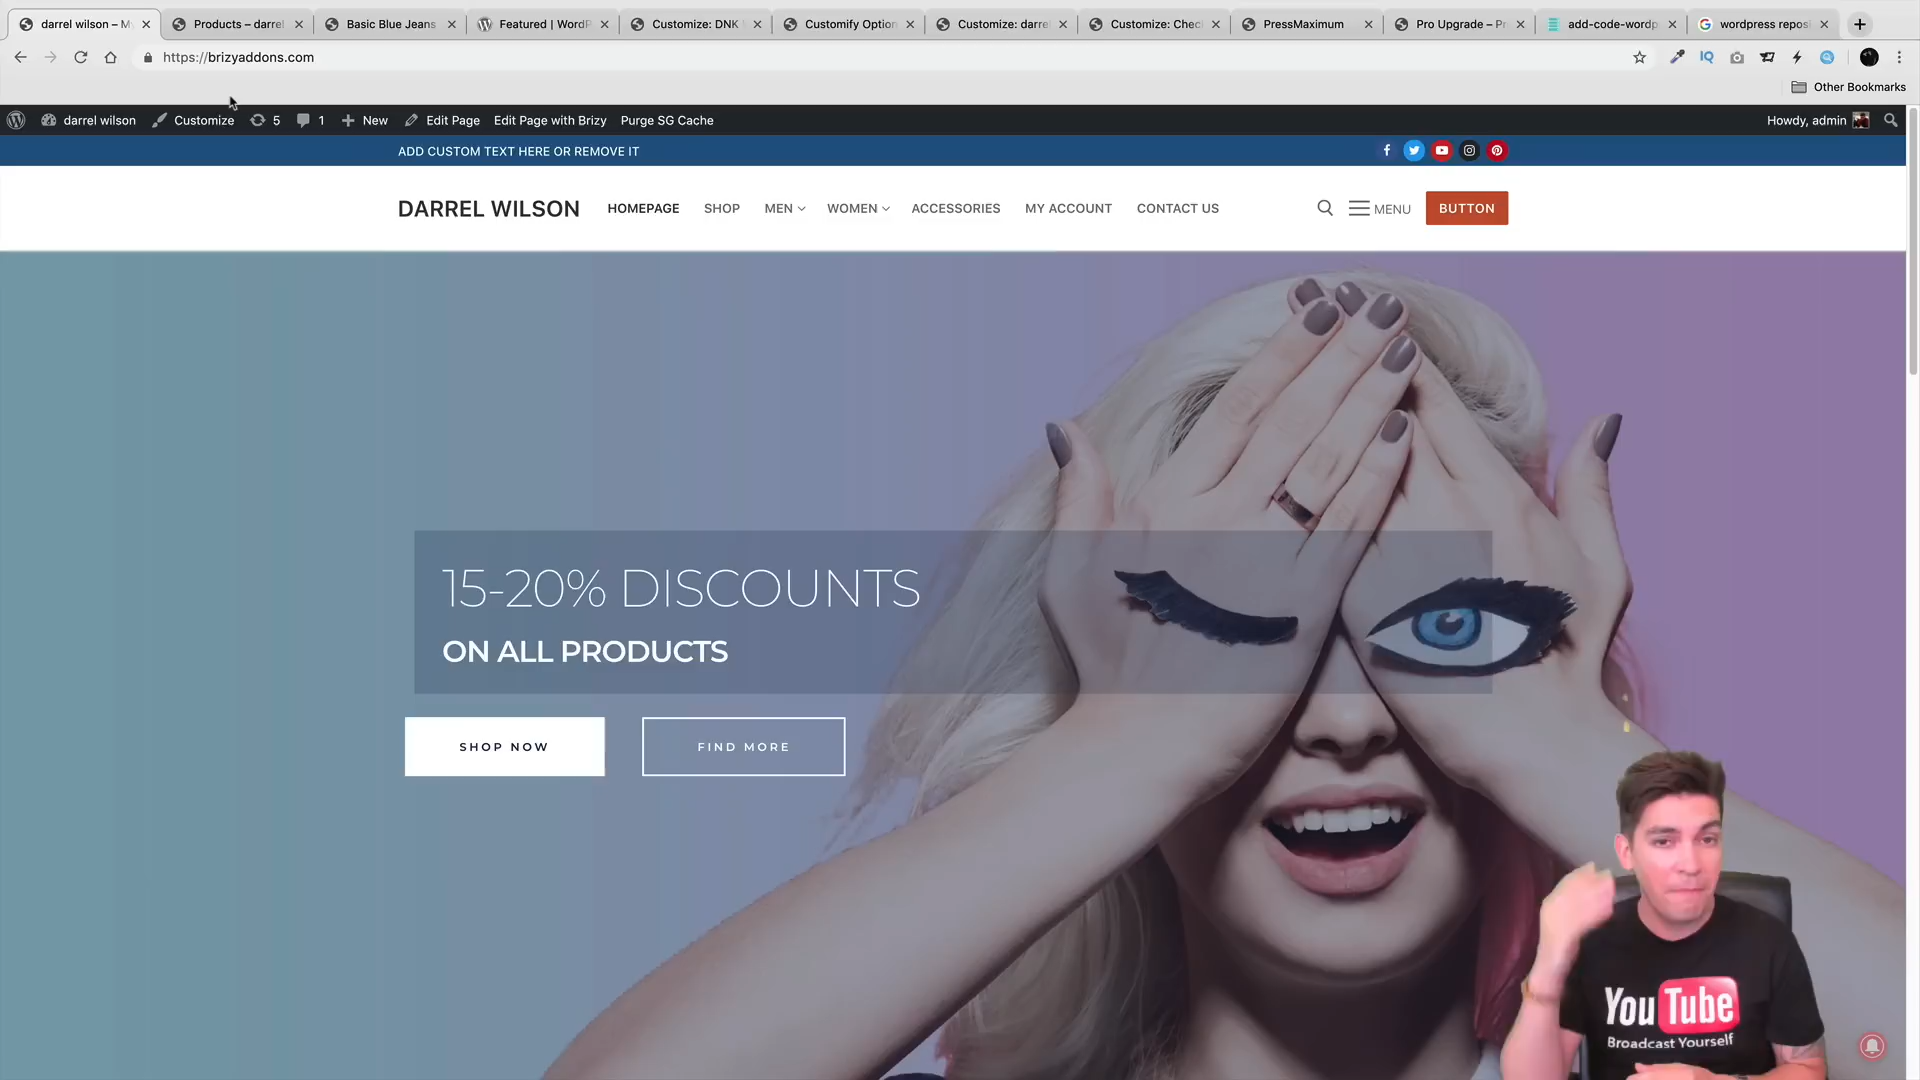 darrel wilson – My
Products – darrel
Basic Blue Jeans
Featured | WordP
Customize: DNK
Customify Option
Customize: darre
Customize: Chec
PressMaximum
Pro Upgrade – Pr
add-code-wordp
wordpress repos
https://brizyaddons.com
IQ
Other Bookmarks
darrel wilson
Customize
5
1
New
Edit Page
Edit Page with Brizy
Purge SG Cache
Howdy, admin
ADD CUSTOM TEXT HERE OR REMOVE IT
DARREL WILSON
HOMEPAGE
SHOP
MEN
WOMEN
ACCESSORIES
MY ACCOUNT
CONTACT US
MENU
BUTTON
15-20% DISCOUNTS
ON ALL PRODUCTS
SHOP NOW
FIND MORE
YouTube
Broadcast Yourself